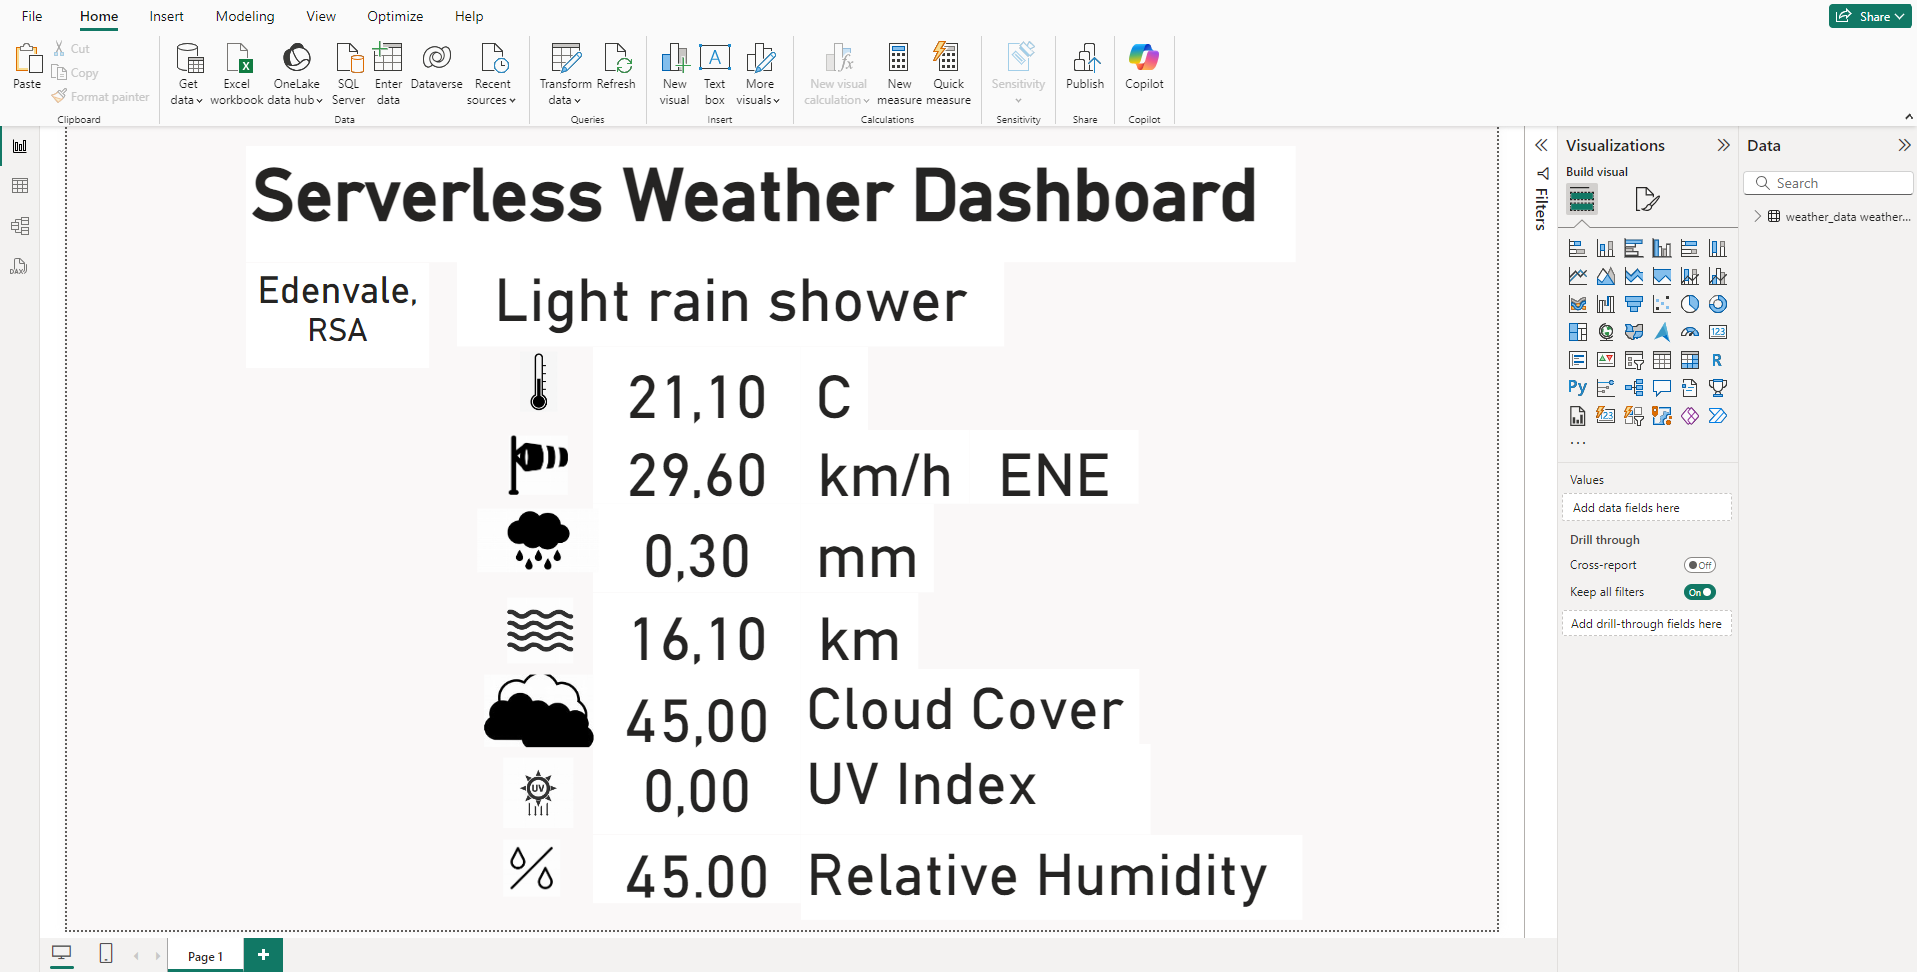 File Home Insert Modeling View Optimize Help Share
Paste Cut Copy Format painter
Clipboard
Get data Excel workbook OneLake data hub SQL Server Enter data Dataverse Recent sources
Data
Transform data Refresh
Queries
New visual Text box More visuals
Insert
New visual calculation New measure Quick measure
Calculations
Sensitivity
Sensitivity
Publish
Share
Copilot
Copilot
Serverless Weather Dashboard
Edenvale,
RSA
Light rain shower
21,10 C
29,60 km/h ENE
0,30 mm
16,10 km
45,00 Cloud Cover
UV
0,00 UV Index
45.00 Relative Humidity
Filters
Visualizations
Build visual
123
R
Py
123
...
Values
Add data fields here
Drill through
Cross-report Off
Keep all filters On
Add drill-through fields here
Data
Search
weather_data weather...
Page 1